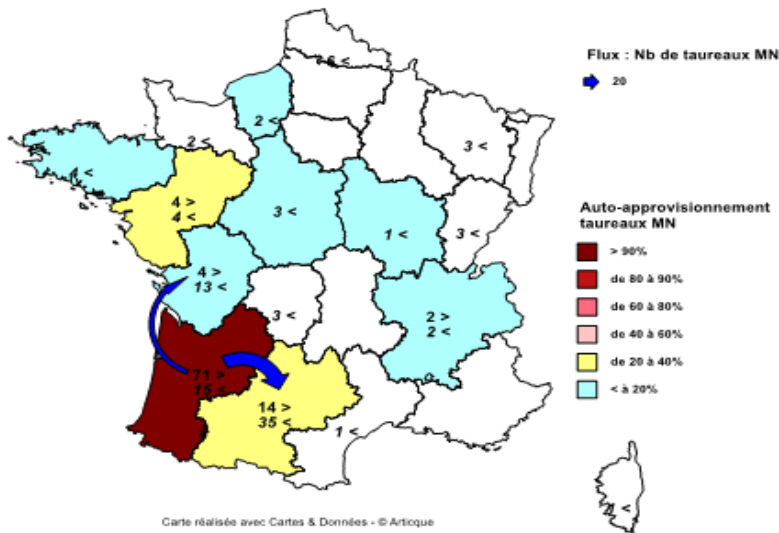 Flux : Nb de taureaux MN
20
2 <
2 <
3 <
4 >
4 <
3 <
1 <
3 <
4 >
13 <
3 <
2 >
2 <
71 >
15 <
14 >
35 <
1 <
Auto-approvisionnement
taureaux MN
> 90%
de 80 à 90%
de 60 à 80%
de 40 à 60%
de 20 à 40%
< à 20%
Carte réalisée avec Cartes & Données - © Articque